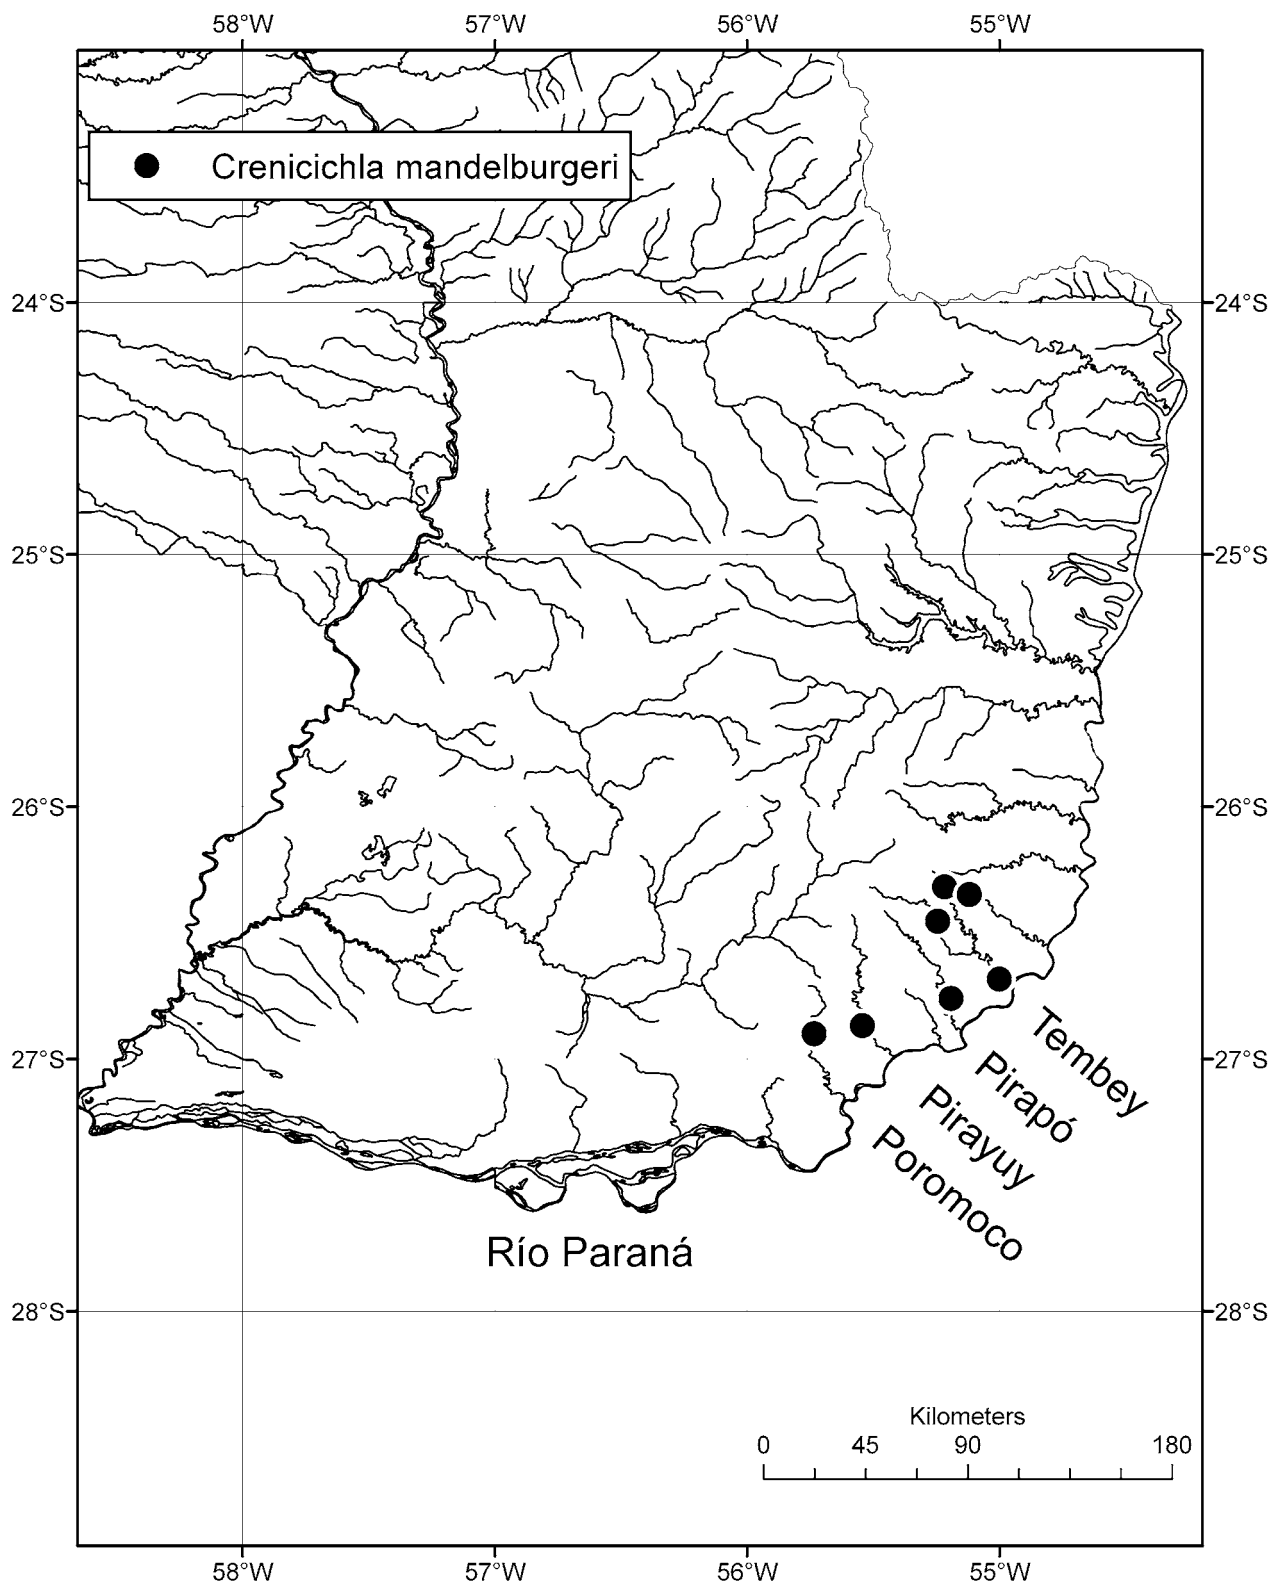 58°W 57°W 56°W 55°W
Crenicichla mandelburgeri
24°S 24°S
25°S 25°S
26°S 26°S
27°S 27°S
Tembey
Pirapó
Pirayuy
Poromoco
Río Paraná
28°S 28°S
Kilometers
0 45 90 180
58°W 57°W 56°W 55°W